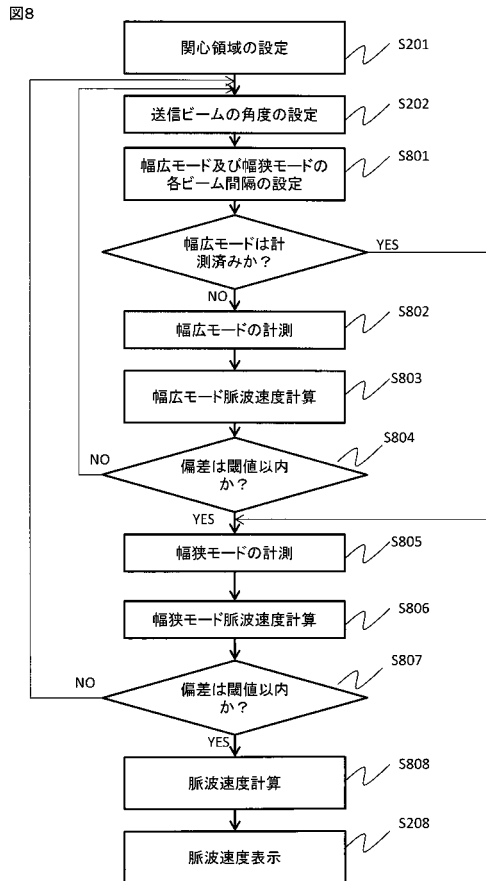 図8
関心領域の設定
S201
送信ビームの角度の設定
S202
幅広モード及び幅狭モードの
各ビーム間隔の設定
S801
幅広モードは計
測済みか？
YES
NO
幅広モードの計測
S802
幅広モード脈波速度計算
S803
S804
NO
偏差は閾値以内
か？
YES
幅狭モードの計測
S805
幅狭モード脈波速度計算
S806
S807
NO
偏差は閾値以内
か？
YES
脈波速度計算
S808
脈波速度表示
S208